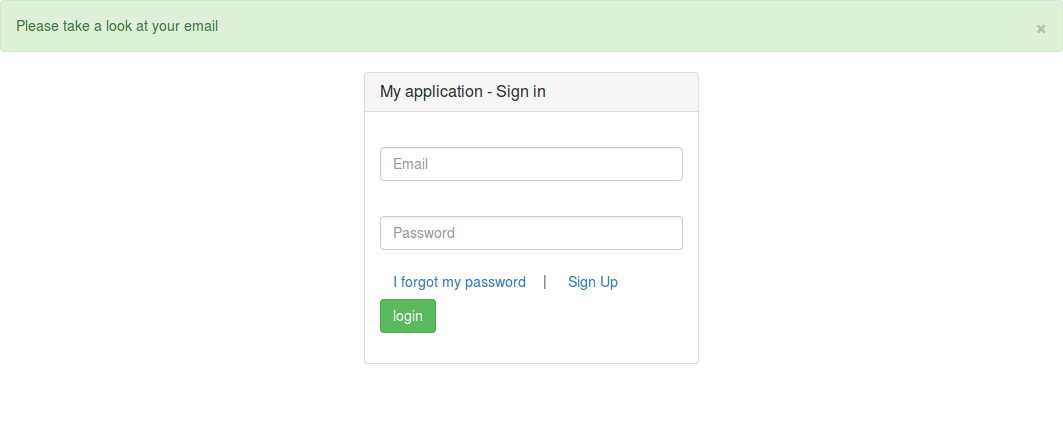 Please take a look at your email ×
My application - Sign in
Email
Password
I forgot my password | Sign Up
login